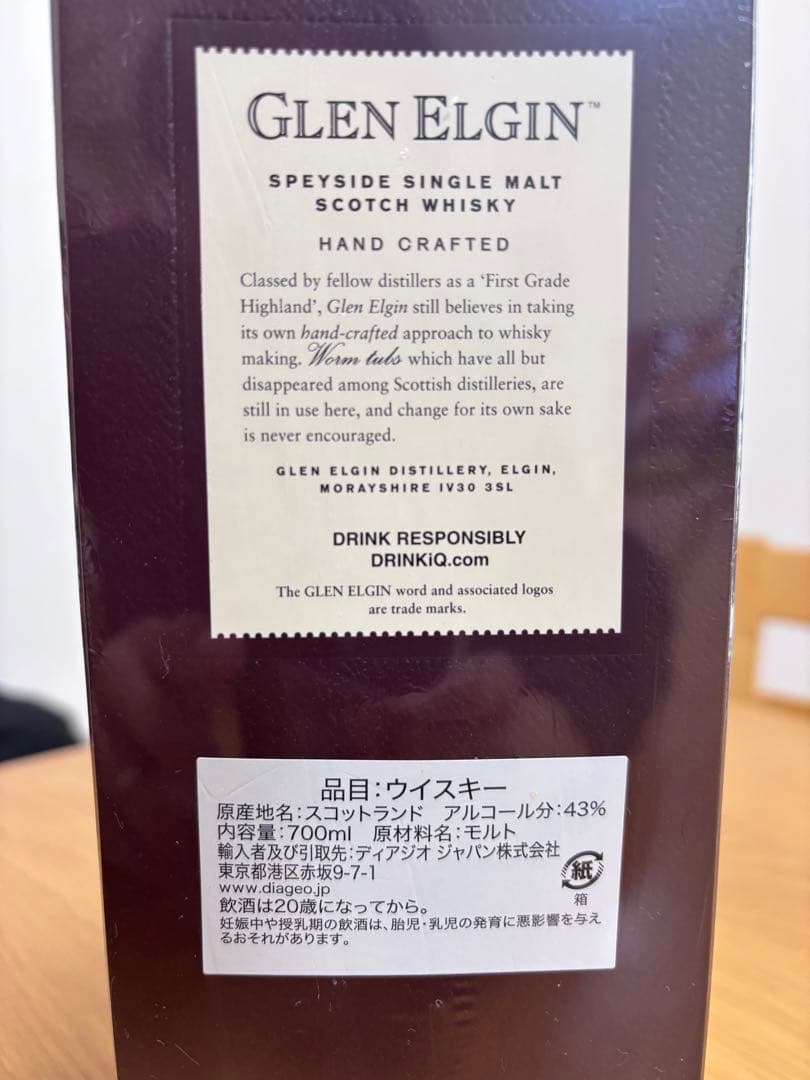 GLEN ELGIN™
SPEYSIDE SINGLE MALT
SCOTCH WHISKY
HAND CRAFTED
Classed by fellow distillers as a ‘First Grade
Highland’, Glen Elgin still believes in taking
its own hand-crafted approach to whisky
making. Worm tubs which have all but
disappeared among Scottish distilleries, are
still in use here, and change for its own sake
is never encouraged.
GLEN ELGIN DISTILLERY, ELGIN,
MORAYSHIRE IV30 3SL
DRINK RESPONSIBLY
DRINKiQ.com
The GLEN ELGIN word and associated logos
are trade marks.
品目:ウイスキー
原産地名:スコットランド　アルコール分:43%
内容量:700ml　原材料名:モルト
輸入者及び引取先:ディアジオ ジャパン株式会社
東京都港区赤坂9-7-1
www.diageo.jp
紙
箱
飲酒は20歳になってから。
妊娠中や授乳期の飲酒は、胎児・乳児の発育に悪影響を与え
るおそれがあります。